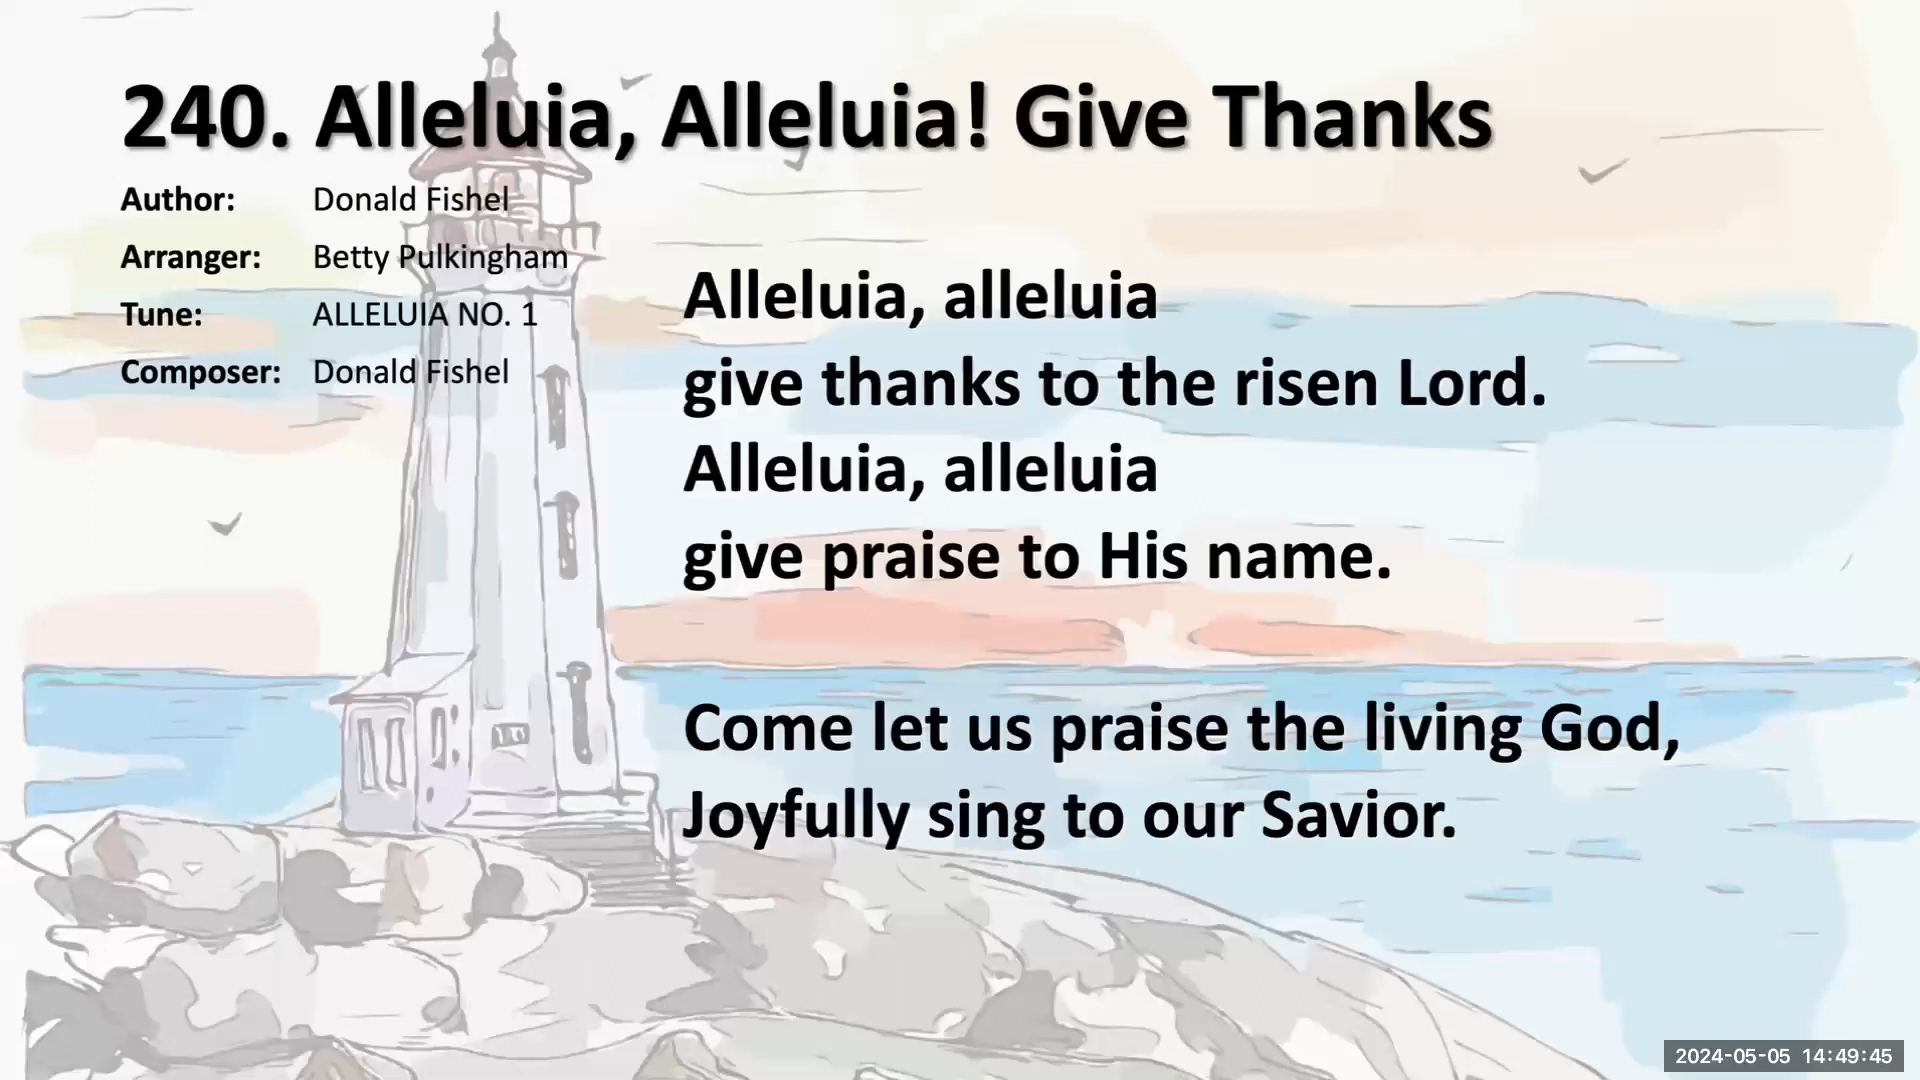 240. Alleluia, Alleluia! Give Thanks
Author: Donald Fishel
Arranger: Betty Pulkingham
Tune: ALLELUIA NO. 1
Composer: Donald Fishel
Alleluia, alleluia
give thanks to the risen Lord.
Alleluia, alleluia
give praise to His name.
Come let us praise the living God,
Joyfully sing to our Savior.
2024-05-05 14:49:45